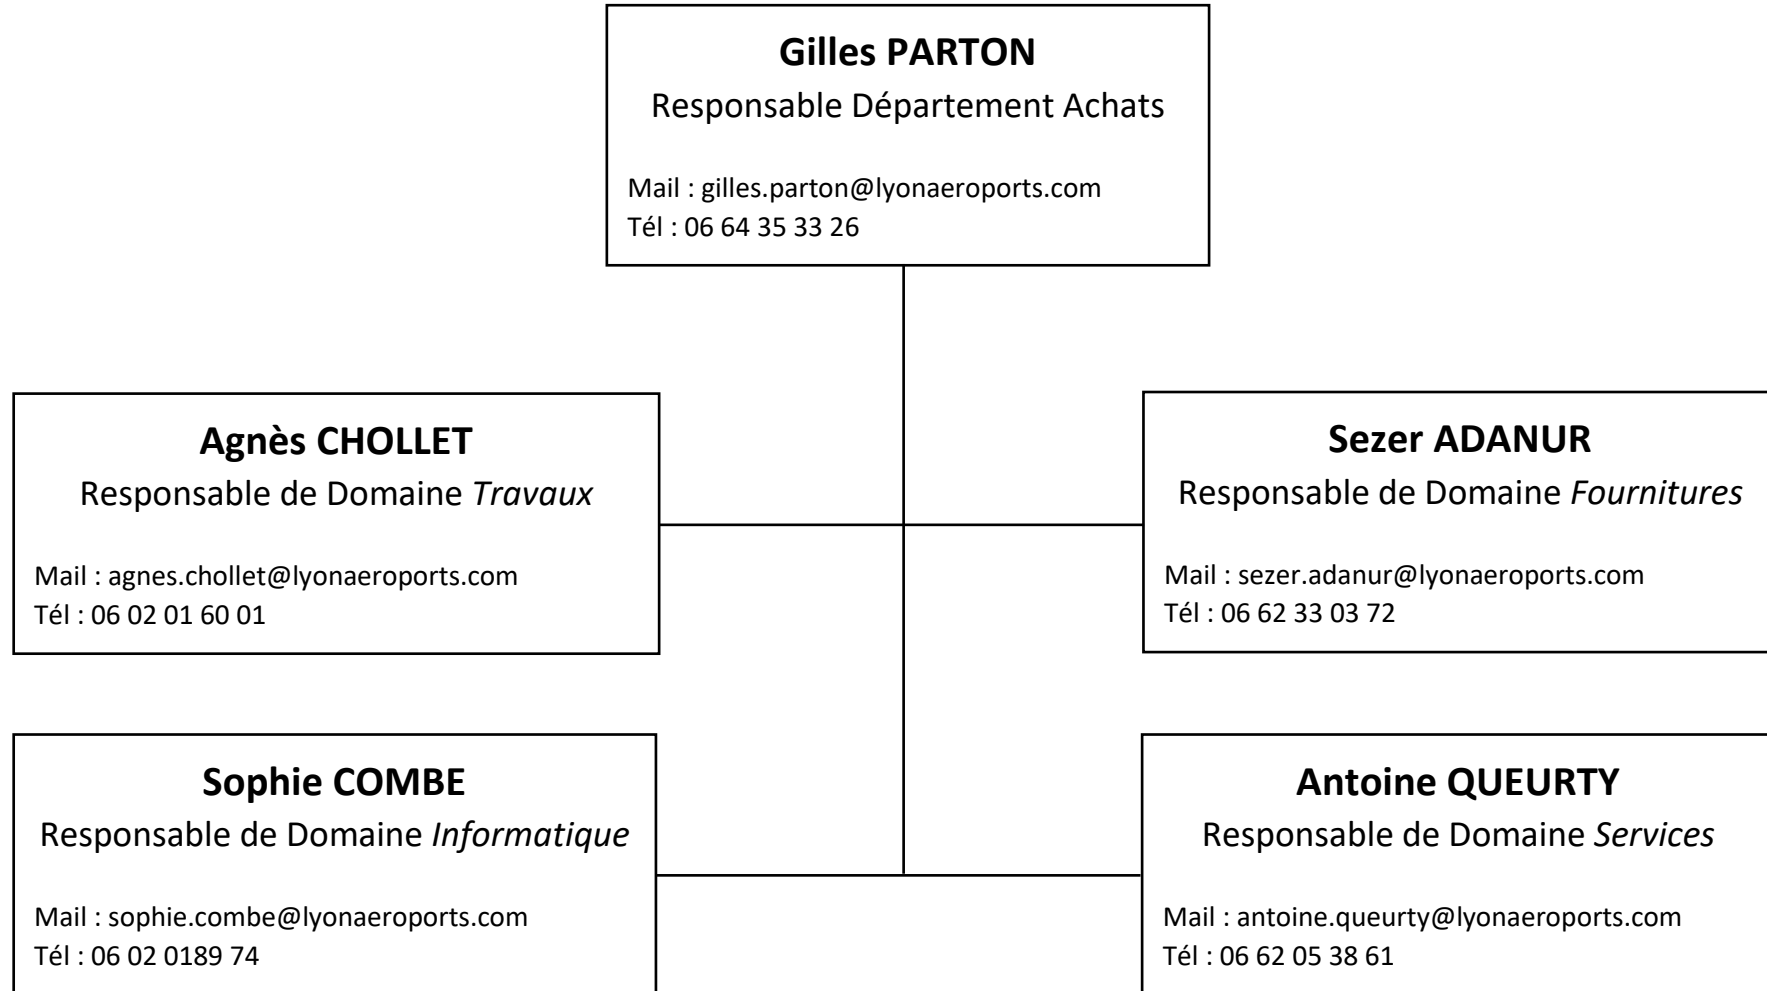 Gilles PARTON
Responsable Département Achats
Mail : gilles.parton@lyonaeroports.com
Tél : 06 64 35 33 26
Agnès CHOLLET
Responsable de Domaine Travaux
Mail : agnes.chollet@lyonaeroports.com
Tél : 06 02 01 60 01
Sezer ADANUR
Responsable de Domaine Fournitures
Mail : sezer.adanur@lyonaeroports.com
Tél : 06 62 33 03 72
Sophie COMBE
Responsable de Domaine Informatique
Mail : sophie.combe@lyonaeroports.com
Tél : 06 02 0189 74
Antoine QUEURTY
Responsable de Domaine Services
Mail : antoine.queurty@lyonaeroports.com
Tél : 06 62 05 38 61